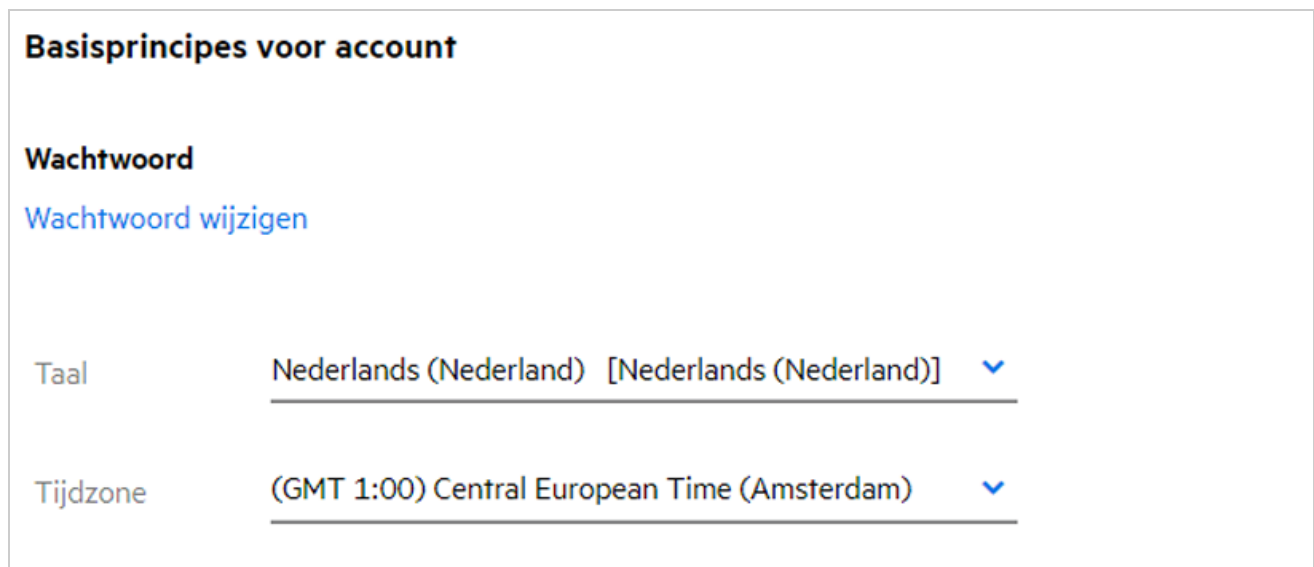 Basisprincipes voor account
Wachtwoord
Wachtwoord wijzigen
Taal Nederlands (Nederland) [Nederlands (Nederland)]
Tijdzone (GMT 1:00) Central European Time (Amsterdam)